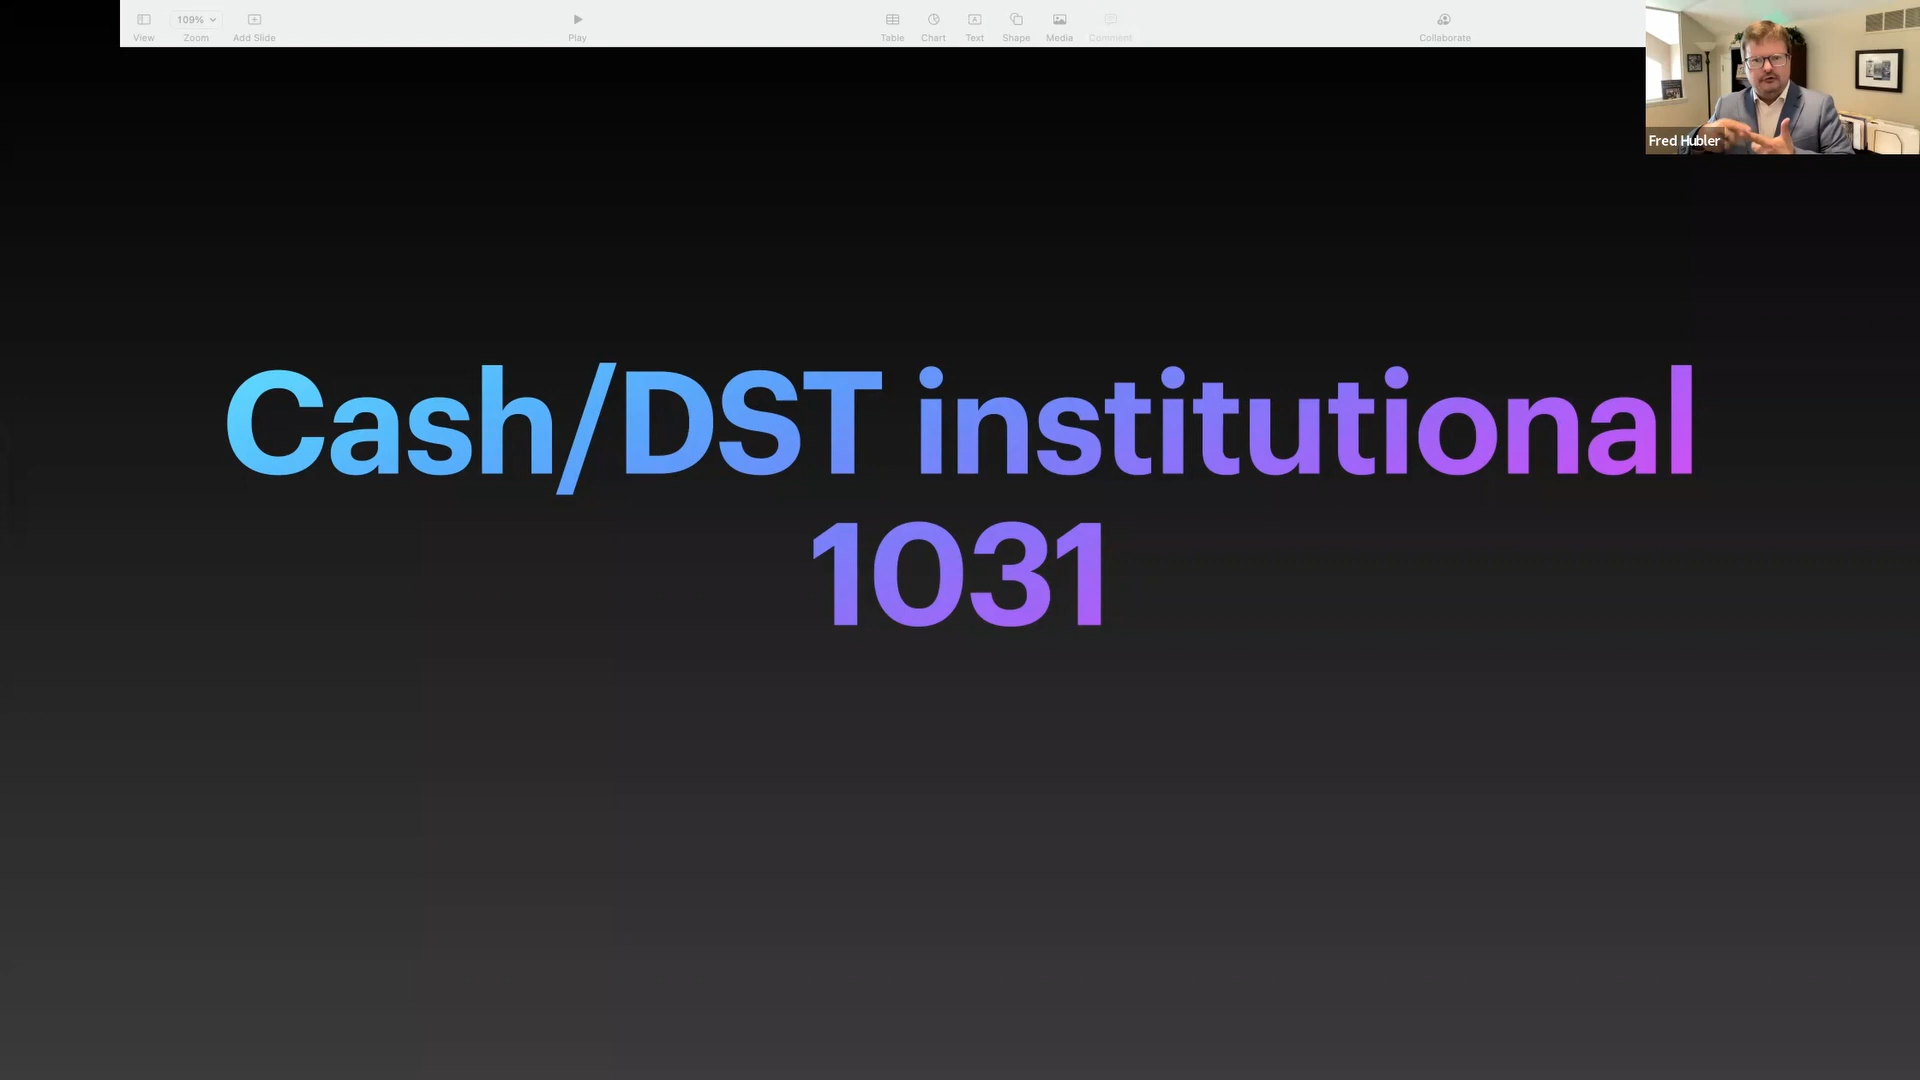 109%
View
Zoom
Add Slide
Play
Table
Chart
Text
Shape
Media
Comment
Collaborate
Fred Hubler
Cash/DST institutional
1031